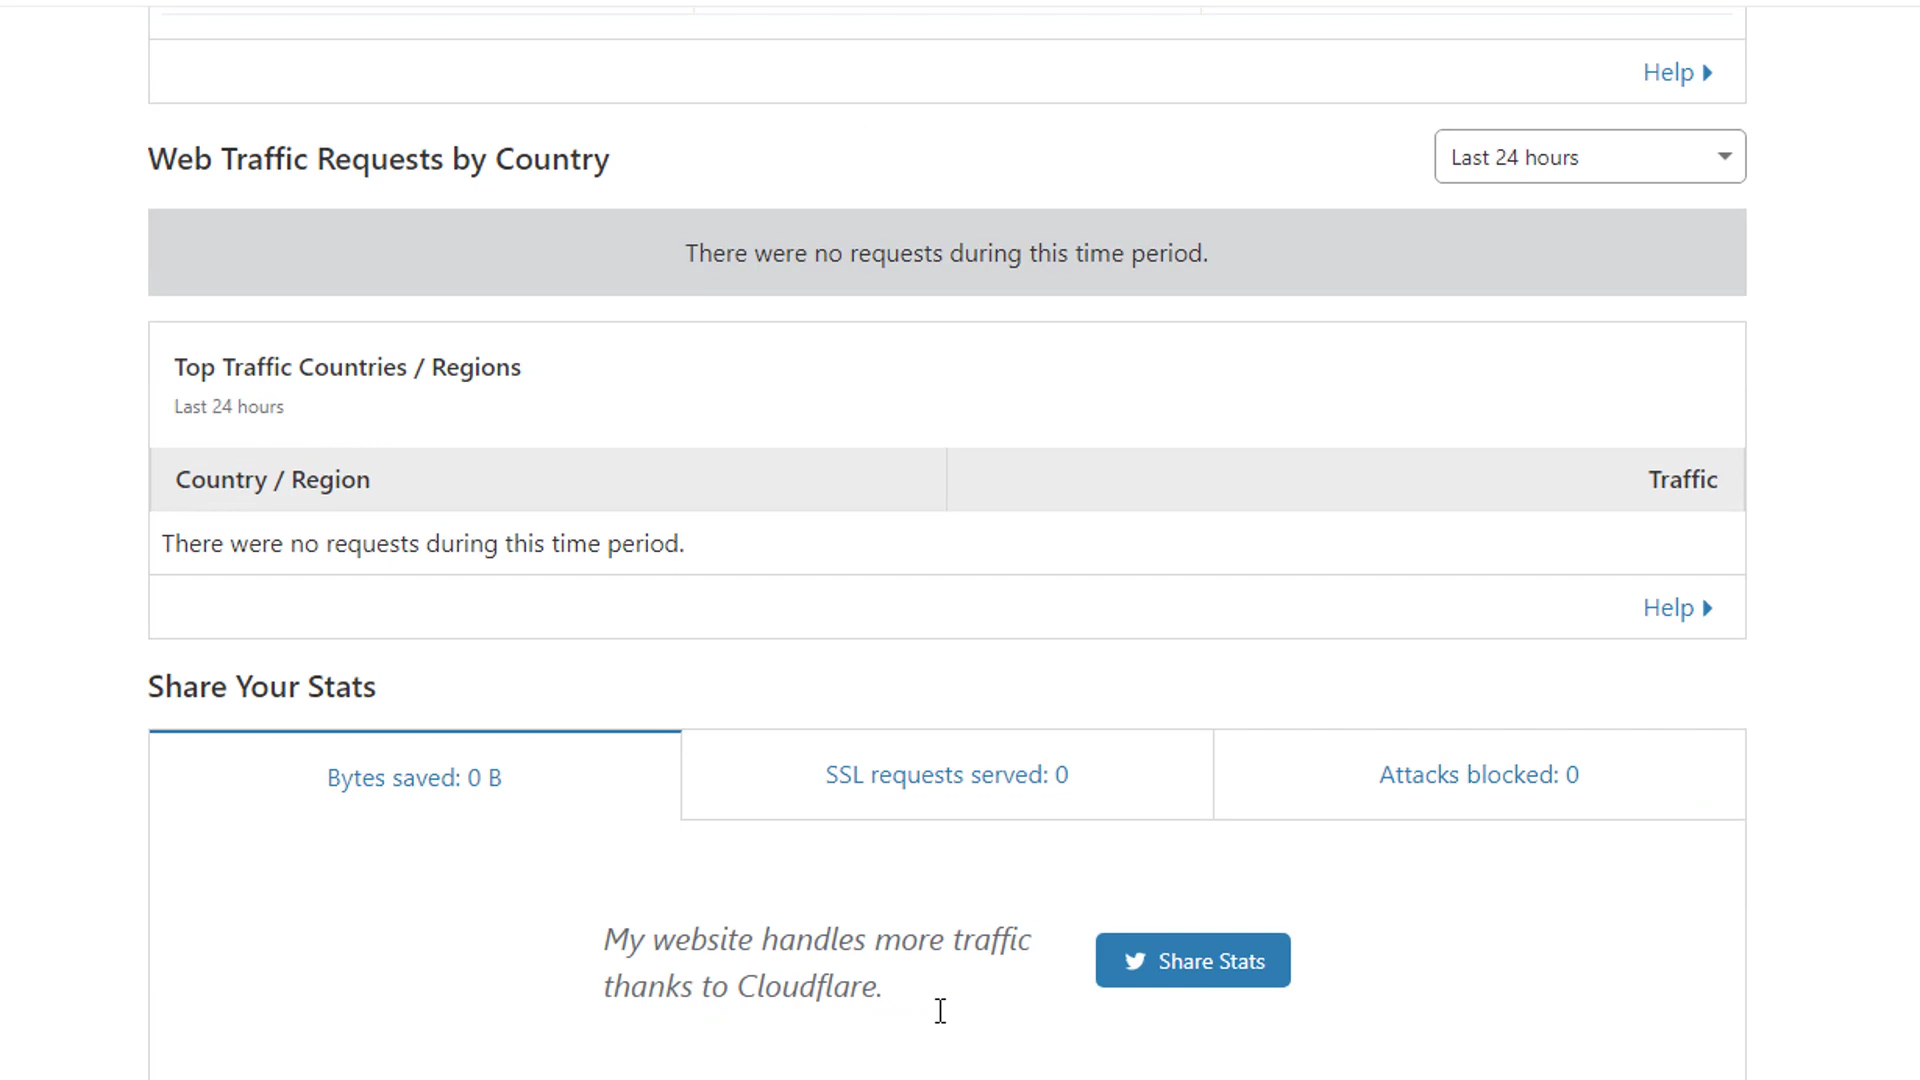 Help
Web Traffic Requests by Country
Last 24 hours
There were no requests during this time period.
Top Traffic Countries / Regions
Last 24 hours
Country / Region
Traffic
There were no requests during this time period.
Help
Share Your Stats
Bytes saved: 0 B
SSL requests served: 0
Attacks blocked: 0
My website handles more traffic
thanks to Cloudflare.
Share Stats